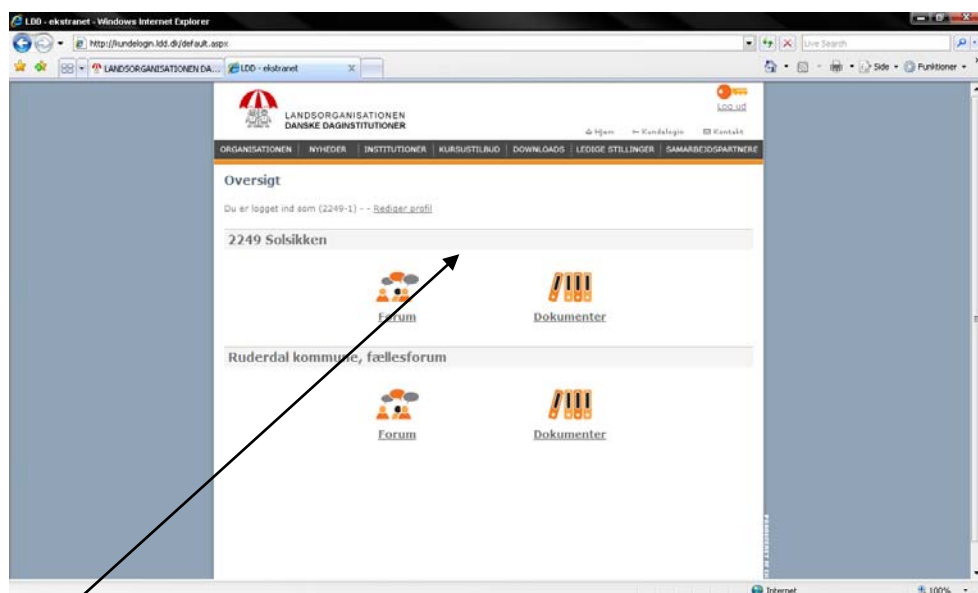 LDD - ekstranet - Windows Internet Explorer
http://kundelogin.ldd.dk/default.aspx
Live Search
LANDSORGANISATIONEN DA...
LDD - ekstranet
Side
Funktioner
LANDSORGANISATIONEN
DANSKE DAGINSTITUTIONER
Log ud
Hjem
Kundelogin
Kontakt
ORGANISATIONEN
NYHEDER
INSTITUTIONER
KURSUSTILBUD
DOWNLOADS
LEDIGE STILLINGER
SAMARBEJDSPARTNERE
Oversigt
Du er logget ind som (2249-1) - - Rediger profil
2249 Solsikken
Forum
Dokumenter
Ruderdal kommune, fællesforum
Forum
Dokumenter
Internet
100%